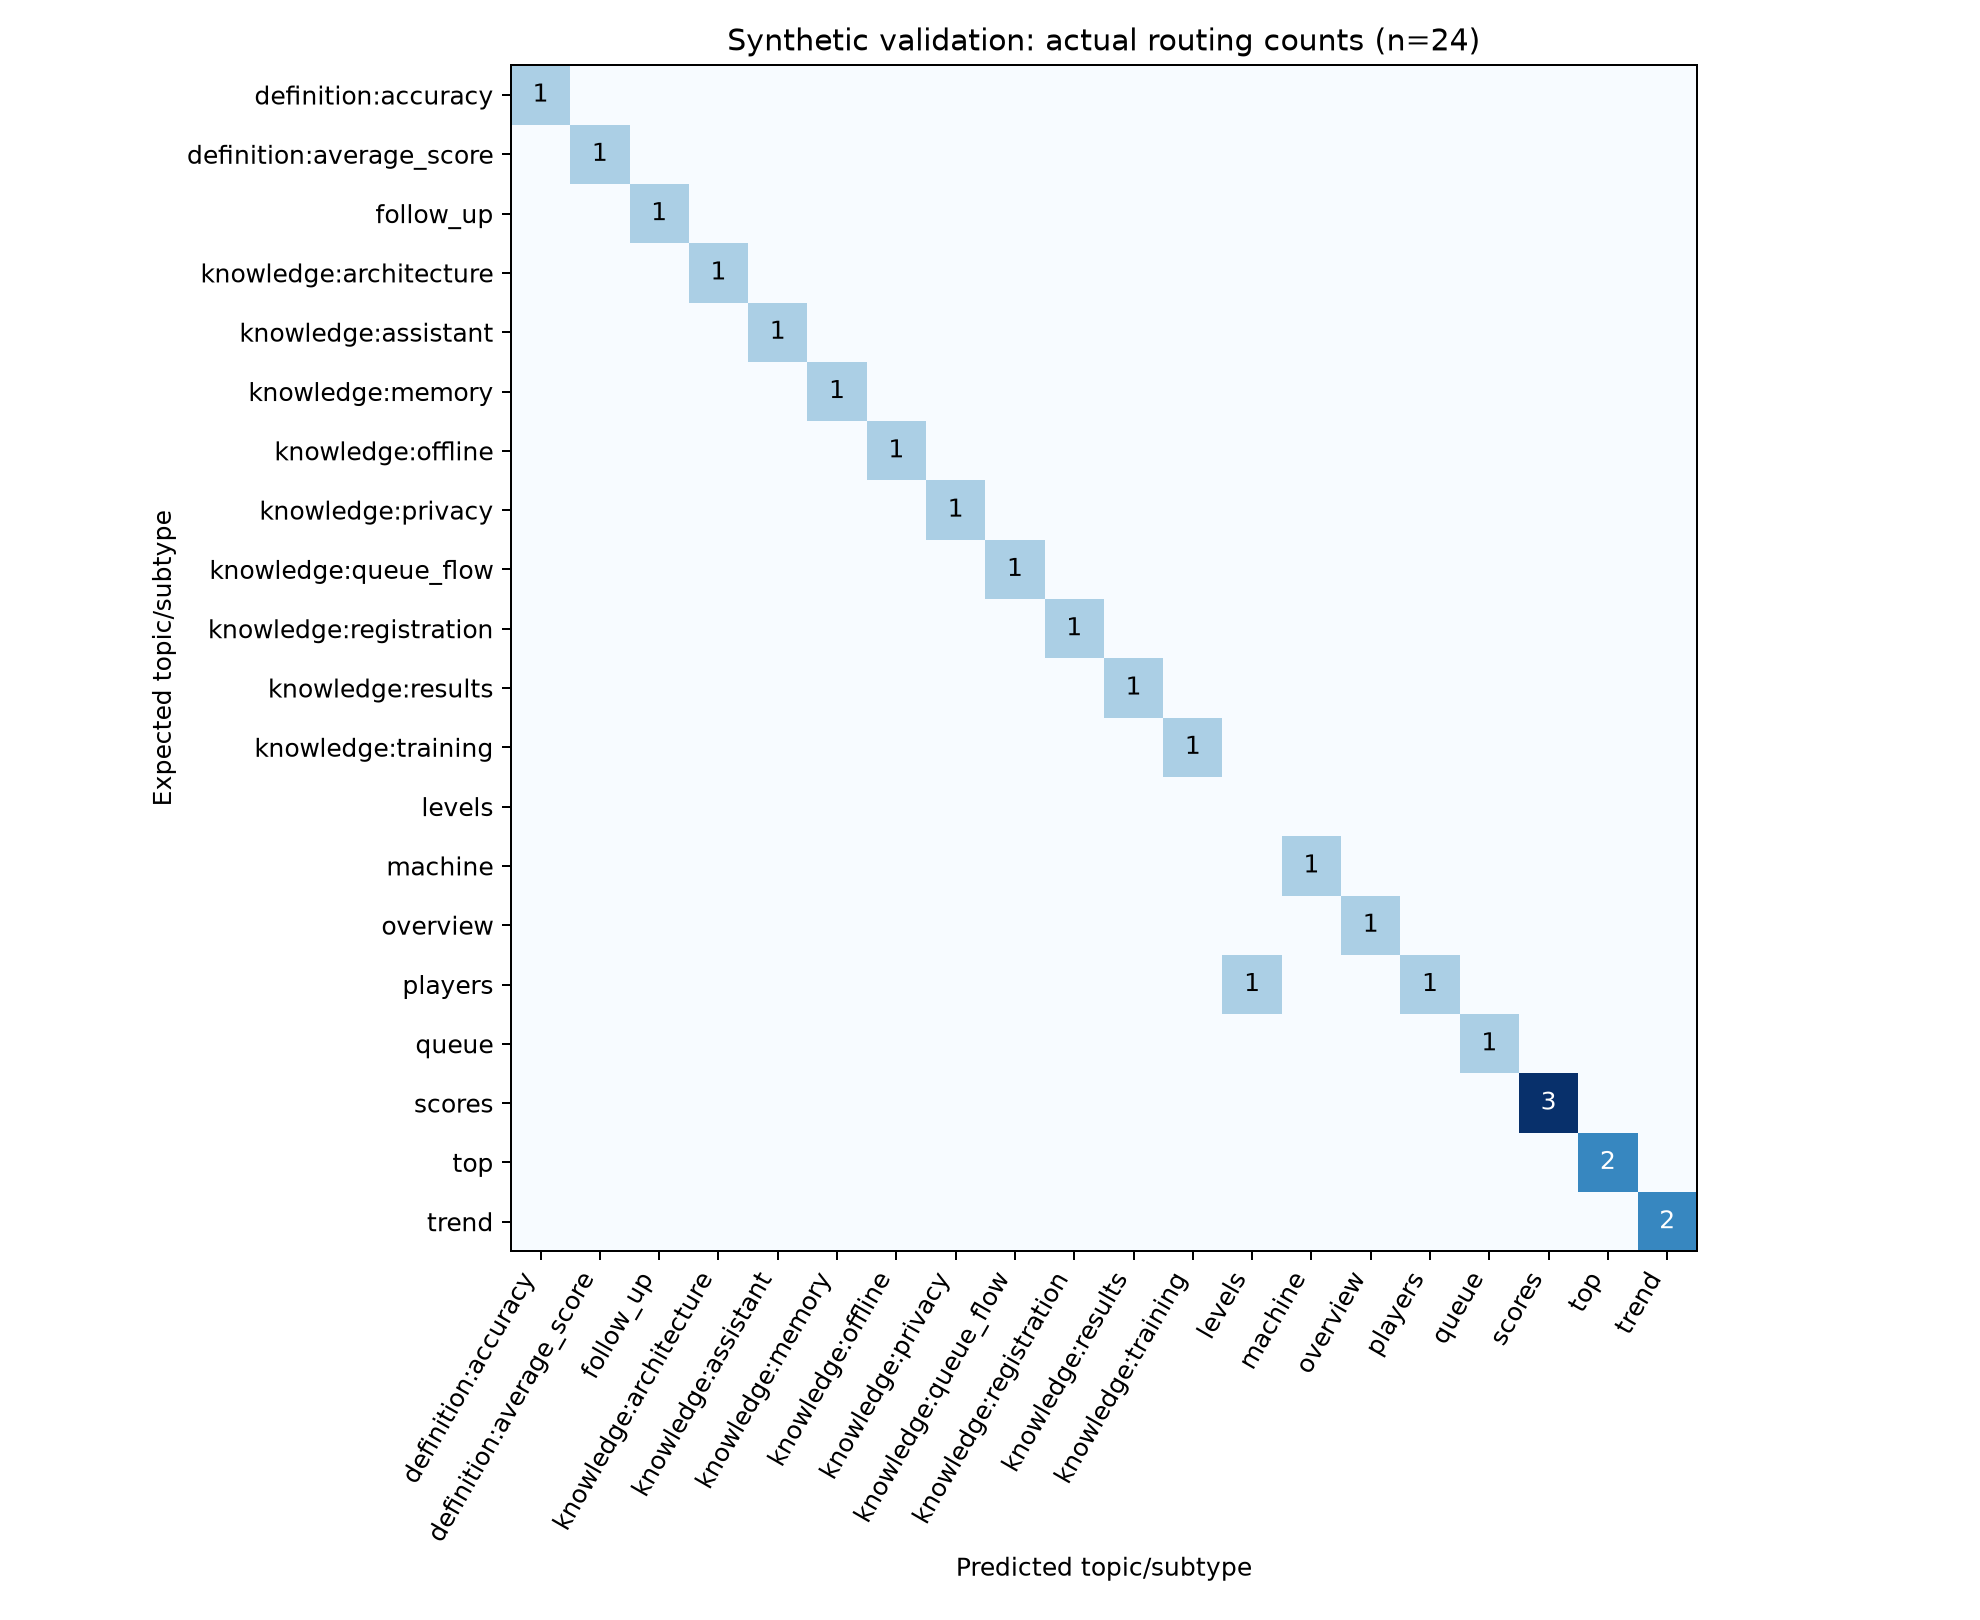 Synthetic validation: actual routing counts (n=24)
Expected topic/subtype
definition:accuracy 1
definition:average_score 1
follow_up 1
knowledge:architecture 1
knowledge:assistant 1
knowledge:memory 1
knowledge:offline 1
knowledge:privacy 1
knowledge:queue_flow 1
knowledge:registration 1
knowledge:results 1
knowledge:training 1
levels
machine 1
overview 1
players 1 1
queue 1
scores 3
top 2
trend 2
definition:accuracy
definition:average_score
follow_up
knowledge:architecture
knowledge:assistant
knowledge:memory
knowledge:offline
knowledge:privacy
knowledge:queue_flow
knowledge:registration
knowledge:results
knowledge:training
levels
machine
overview
players
queue
scores
top
trend
Predicted topic/subtype